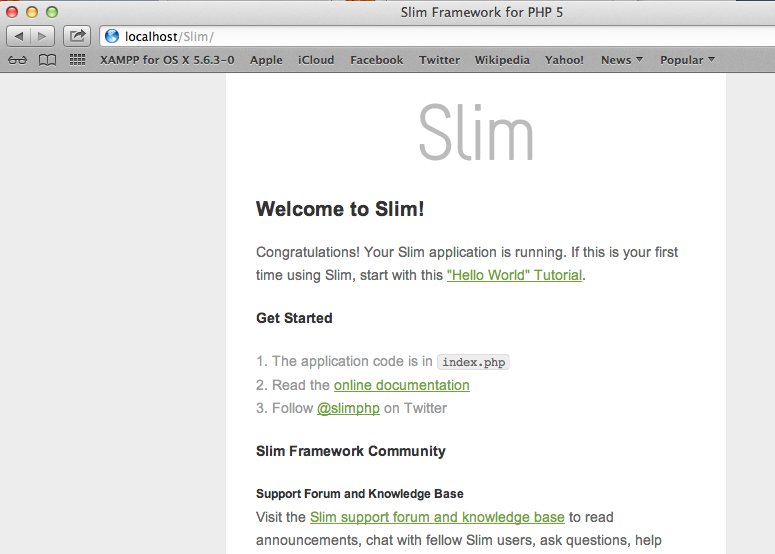 Slim Framework for PHP 5
localhost/Slim/
XAMPP for OS X 5.6.3-0 Apple iCloud Facebook Twitter Wikipedia Yahoo! News Popular
Slim
Welcome to Slim!
Congratulations! Your Slim application is running. If this is your first
time using Slim, start with this "Hello World" Tutorial.
Get Started
1. The application code is in index.php
2. Read the online documentation
3. Follow @slimphp on Twitter
Slim Framework Community
Support Forum and Knowledge Base
Visit the Slim support forum and knowledge base to read
announcements, chat with fellow Slim users, ask questions, help